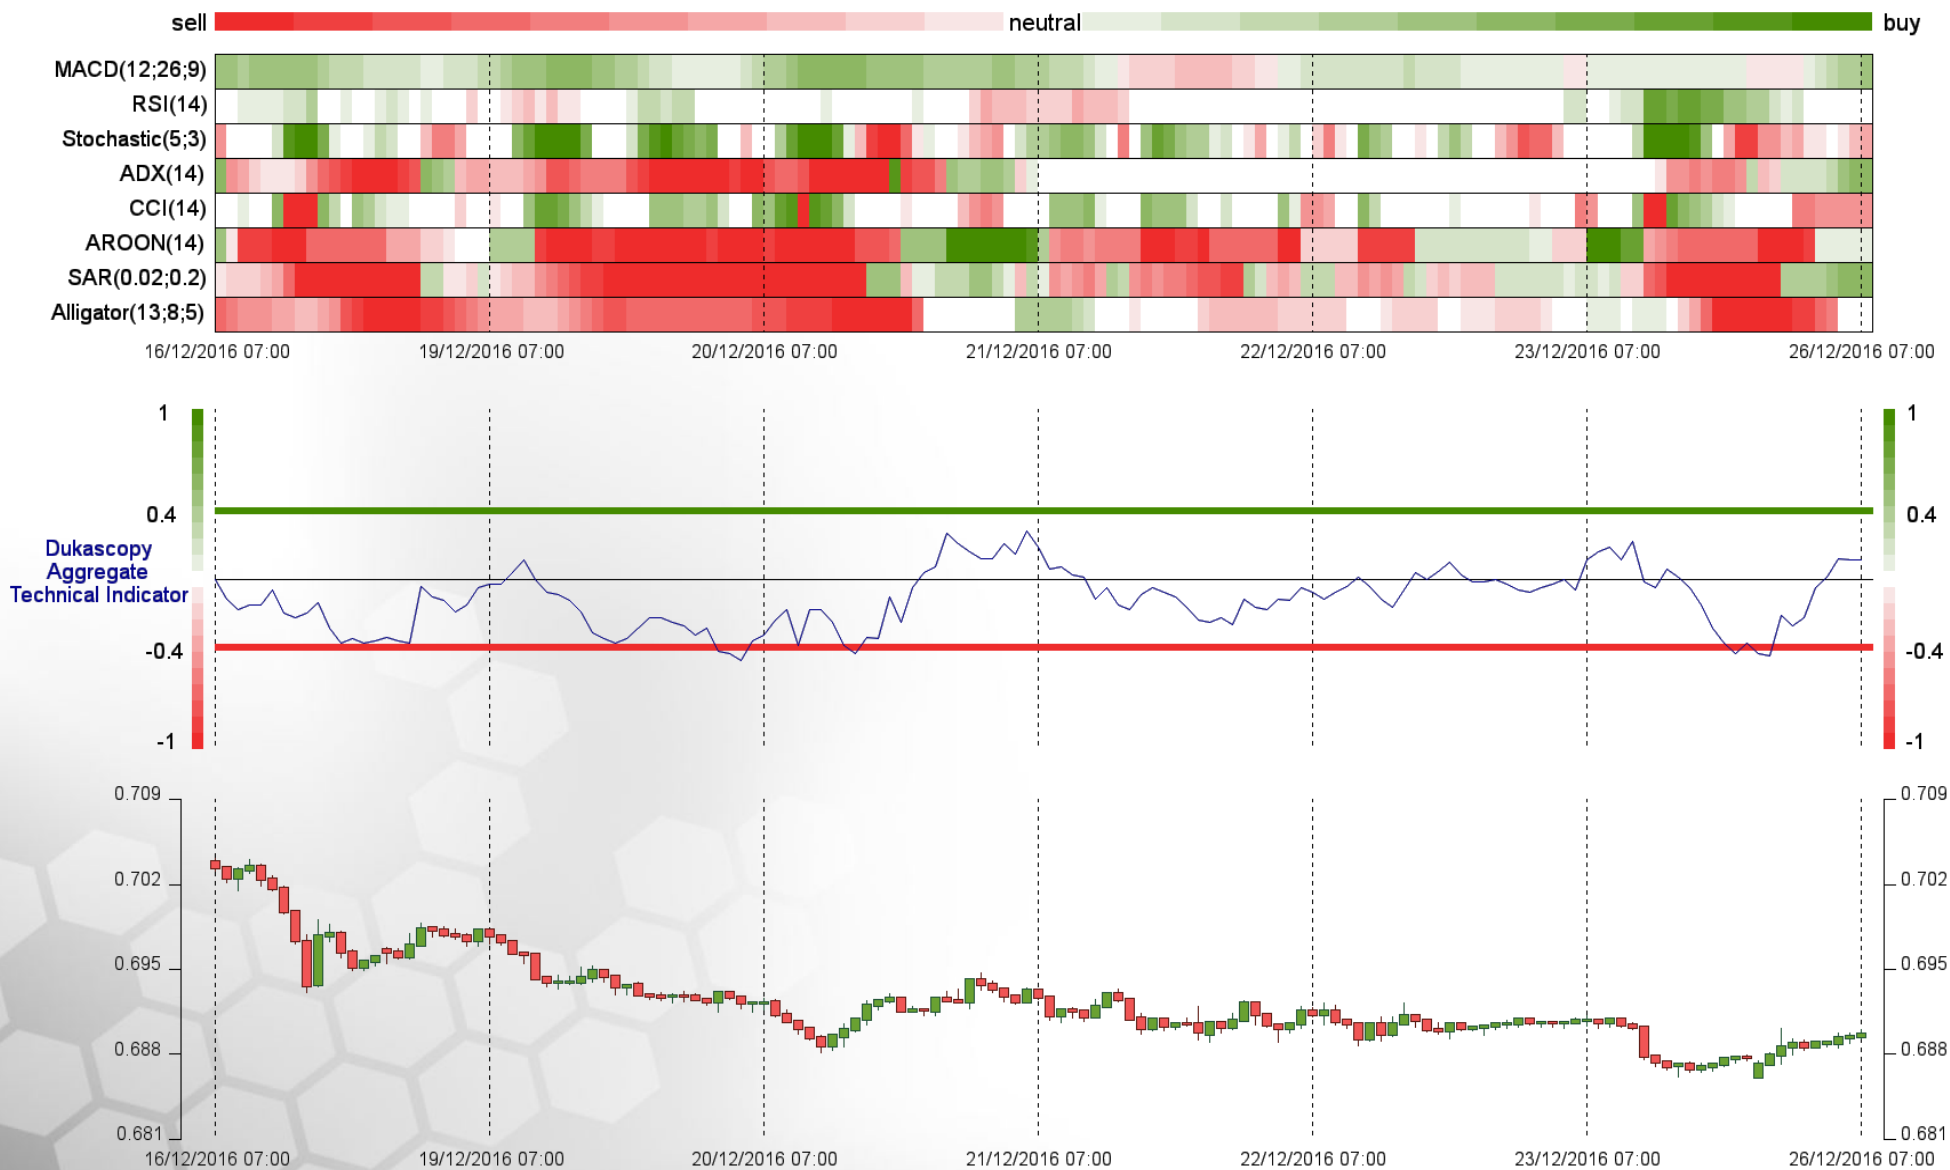 sell neutral buy
MACD(12;26;9)
RSI(14)
Stochastic(5;3)
ADX(14)
CCI(14)
AROON(14)
SAR(0.02;0.2)
Alligator(13;8;5)
16/12/2016 07:00 19/12/2016 07:00 20/12/2016 07:00 21/12/2016 07:00 22/12/2016 07:00 23/12/2016 07:00 26/12/2016 07:00
1 1
0.4 0.4
Dukascopy
Aggregate
Technical Indicator
-0.4 -0.4
-1 -1
0.709 0.709
0.702 0.702
0.695 0.695
0.688 0.688
0.681 0.681
16/12/2016 07:00 19/12/2016 07:00 20/12/2016 07:00 21/12/2016 07:00 22/12/2016 07:00 23/12/2016 07:00 26/12/2016 07:00